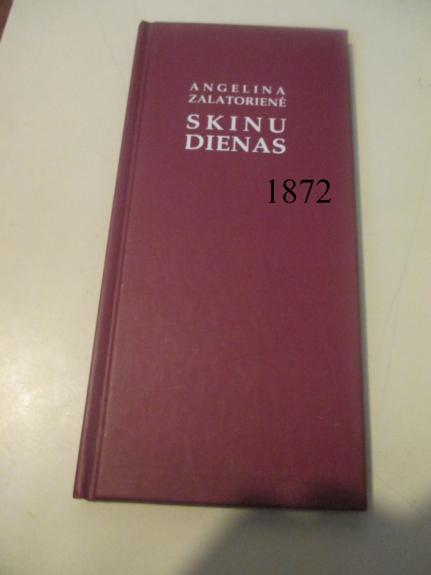 ANGELINA
ZALATORIENĖ
SKINU
DIENAS
1872